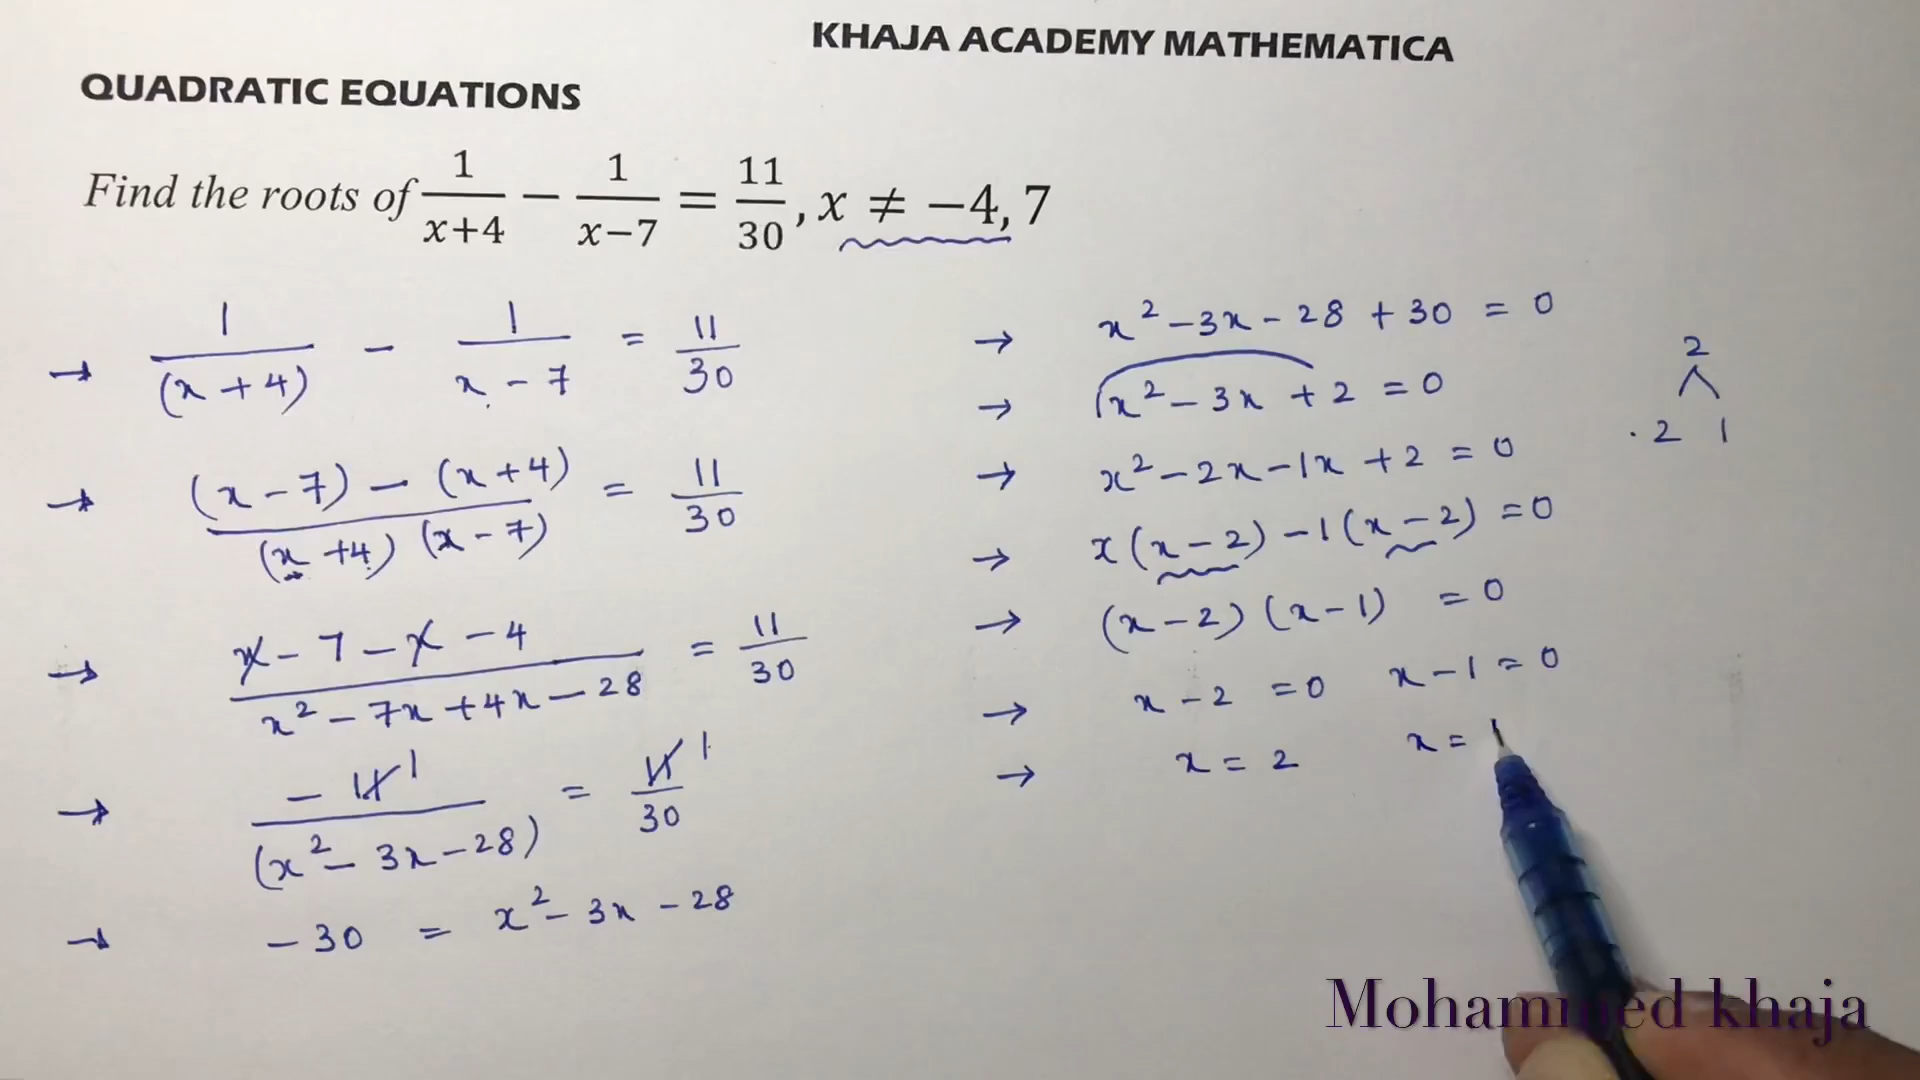 KHAJA ACADEMY MATHEMATICA
QUADRATIC EQUATIONS
Find the roots of 1/(x+4) − 1/(x−7) = 11/30, x ≠ −4, 7
→ 1/(x + 4) − 1/(x − 7) = 11/30
→ ((x − 7) − (x + 4))/((x + 4)(x − 7)) = 11/30
→ (x − 7 − x − 4)/(x² − 7x + 4x − 28) = 11/30
→ −11 1/(x² − 3x − 28) = 11 1/30
→ −30 = x² − 3x − 28
→ x² − 3x − 28 + 30 = 0
→ (x² − 3x + 2 = 0
→ x² − 2x − 1x + 2 = 0
→ x(x − 2) − 1(x − 2) = 0
→ (x − 2)(x − 1) = 0
→ x − 2 = 0 x − 1 = 0
→ x = 2 x = 1
2
· 2 1
Mohammed khaja